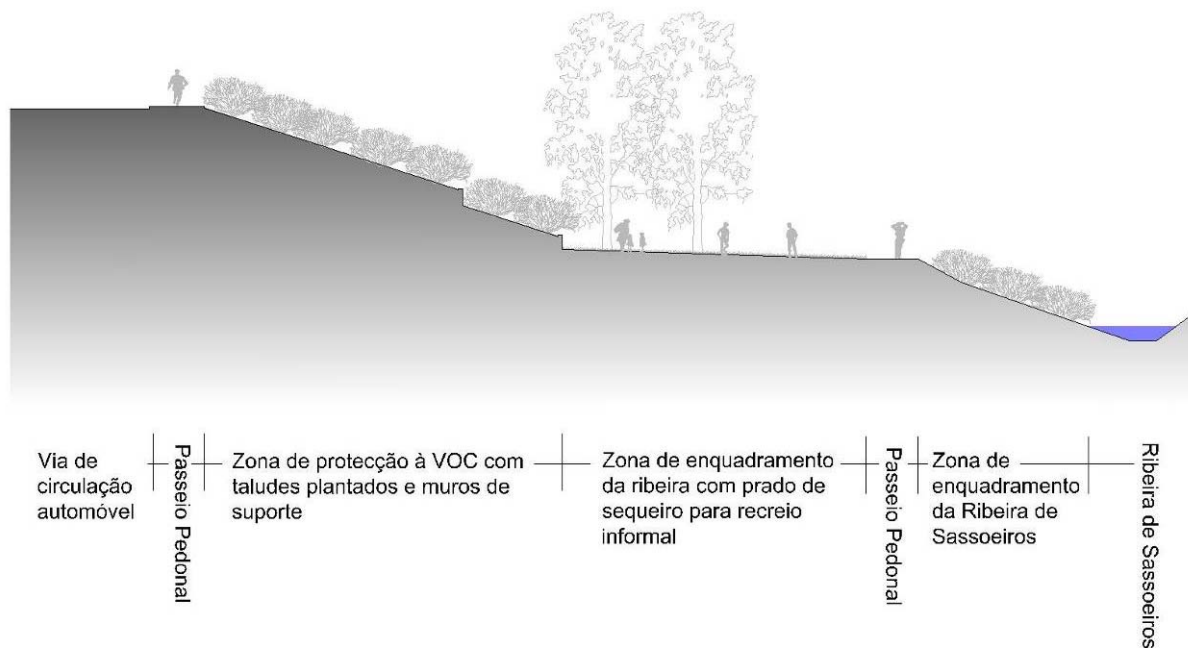 Via de
circulação
automóvel
Passeio Pedonal
Zona de protecção à VOC com
taludes plantados e muros de
suporte
Zona de enquadramento
da ribeira com prado de
sequeiro para recreio
informal
Passeio Pedonal
Zona de
enquadramento
da Ribeira de
Sassoeiros
Ribeira de Sassoeiros